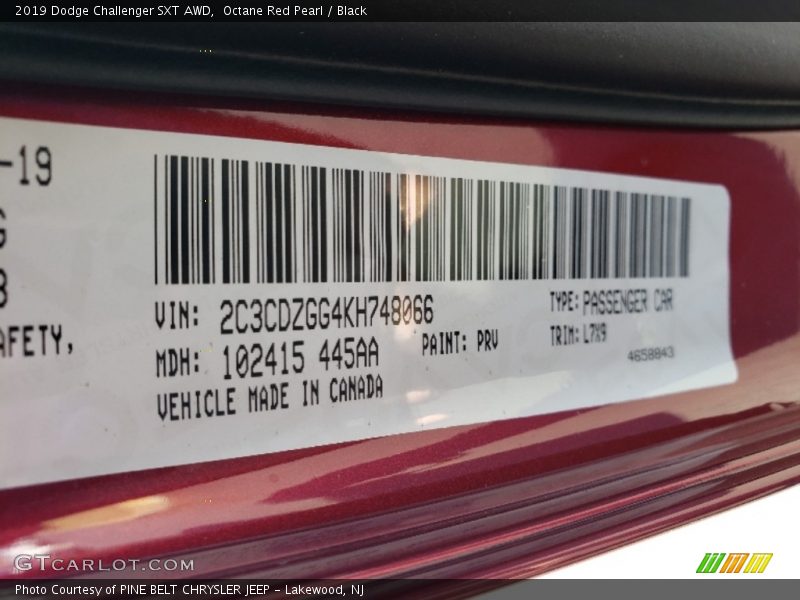 2019 Dodge Challenger SXT AWD,  Octane Red Pearl / Black
-19
AFETY,
VIN: 2C3CDZGG4KH748066
TYPE: PASSENGER CAR
MDH: 102415 445AA
PAINT: PRV
TRIM: L7X9
4658843
VEHICLE MADE IN CANADA
GTCARLOT.COM
Photo Courtesy of PINE BELT CHRYSLER JEEP - Lakewood, NJ